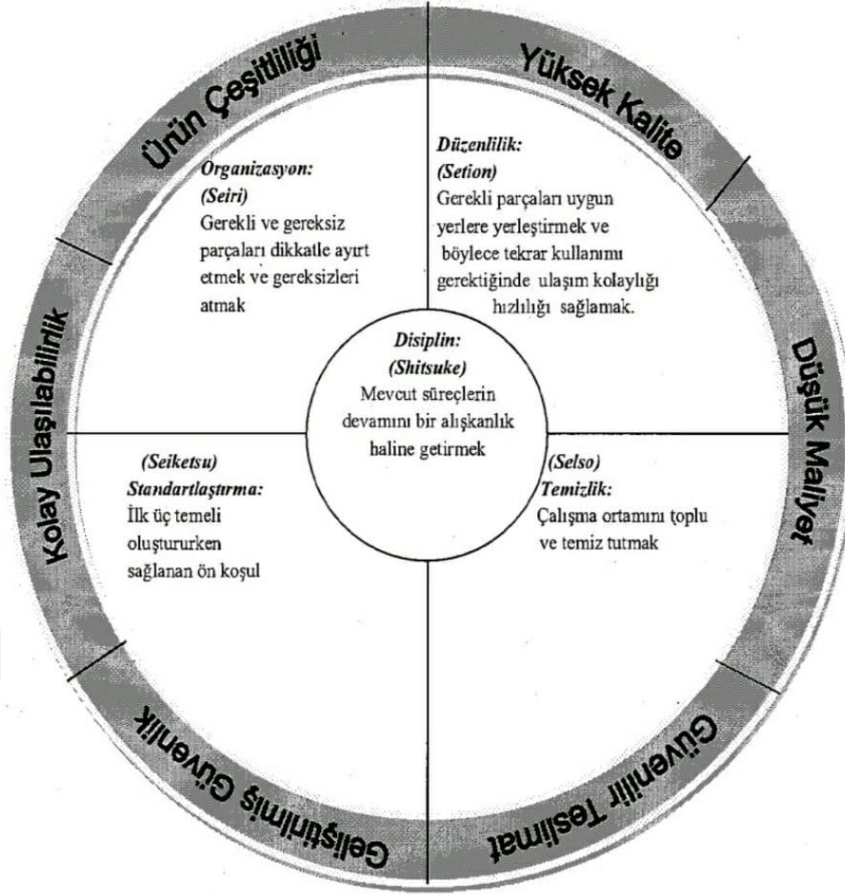 Ürün Çeşitliliği
Yüksek Kalite
Organizasyon:
(Seiri)
Gerekli ve gereksiz
parçaları dikkatle ayırt
etmek ve gereksizleri
atmak
Düzenlilik:
(Setion)
Gerekli parçaları uygun
yerlere yerleştirmek ve
böylece tekrar kullanımı
gerektiğinde ulaşım kolaylığı
hızlılığı sağlamak.
Disiplin:
(Shitsuke)
Mevcut süreçlerin
devamını bir alışkanlık
haline getirmek
Kolay Ulaşılabilirlik
Düşük Maliyet
(Seiketsu)
Standartlaştırma:
İlk üç temeli
oluştururken
sağlanan ön koşul
(Selso)
Temizlik:
Çalışma ortamını toplu
ve temiz tutmak
Geliştirilmiş Güvenlik
Güvenilir Teslimat